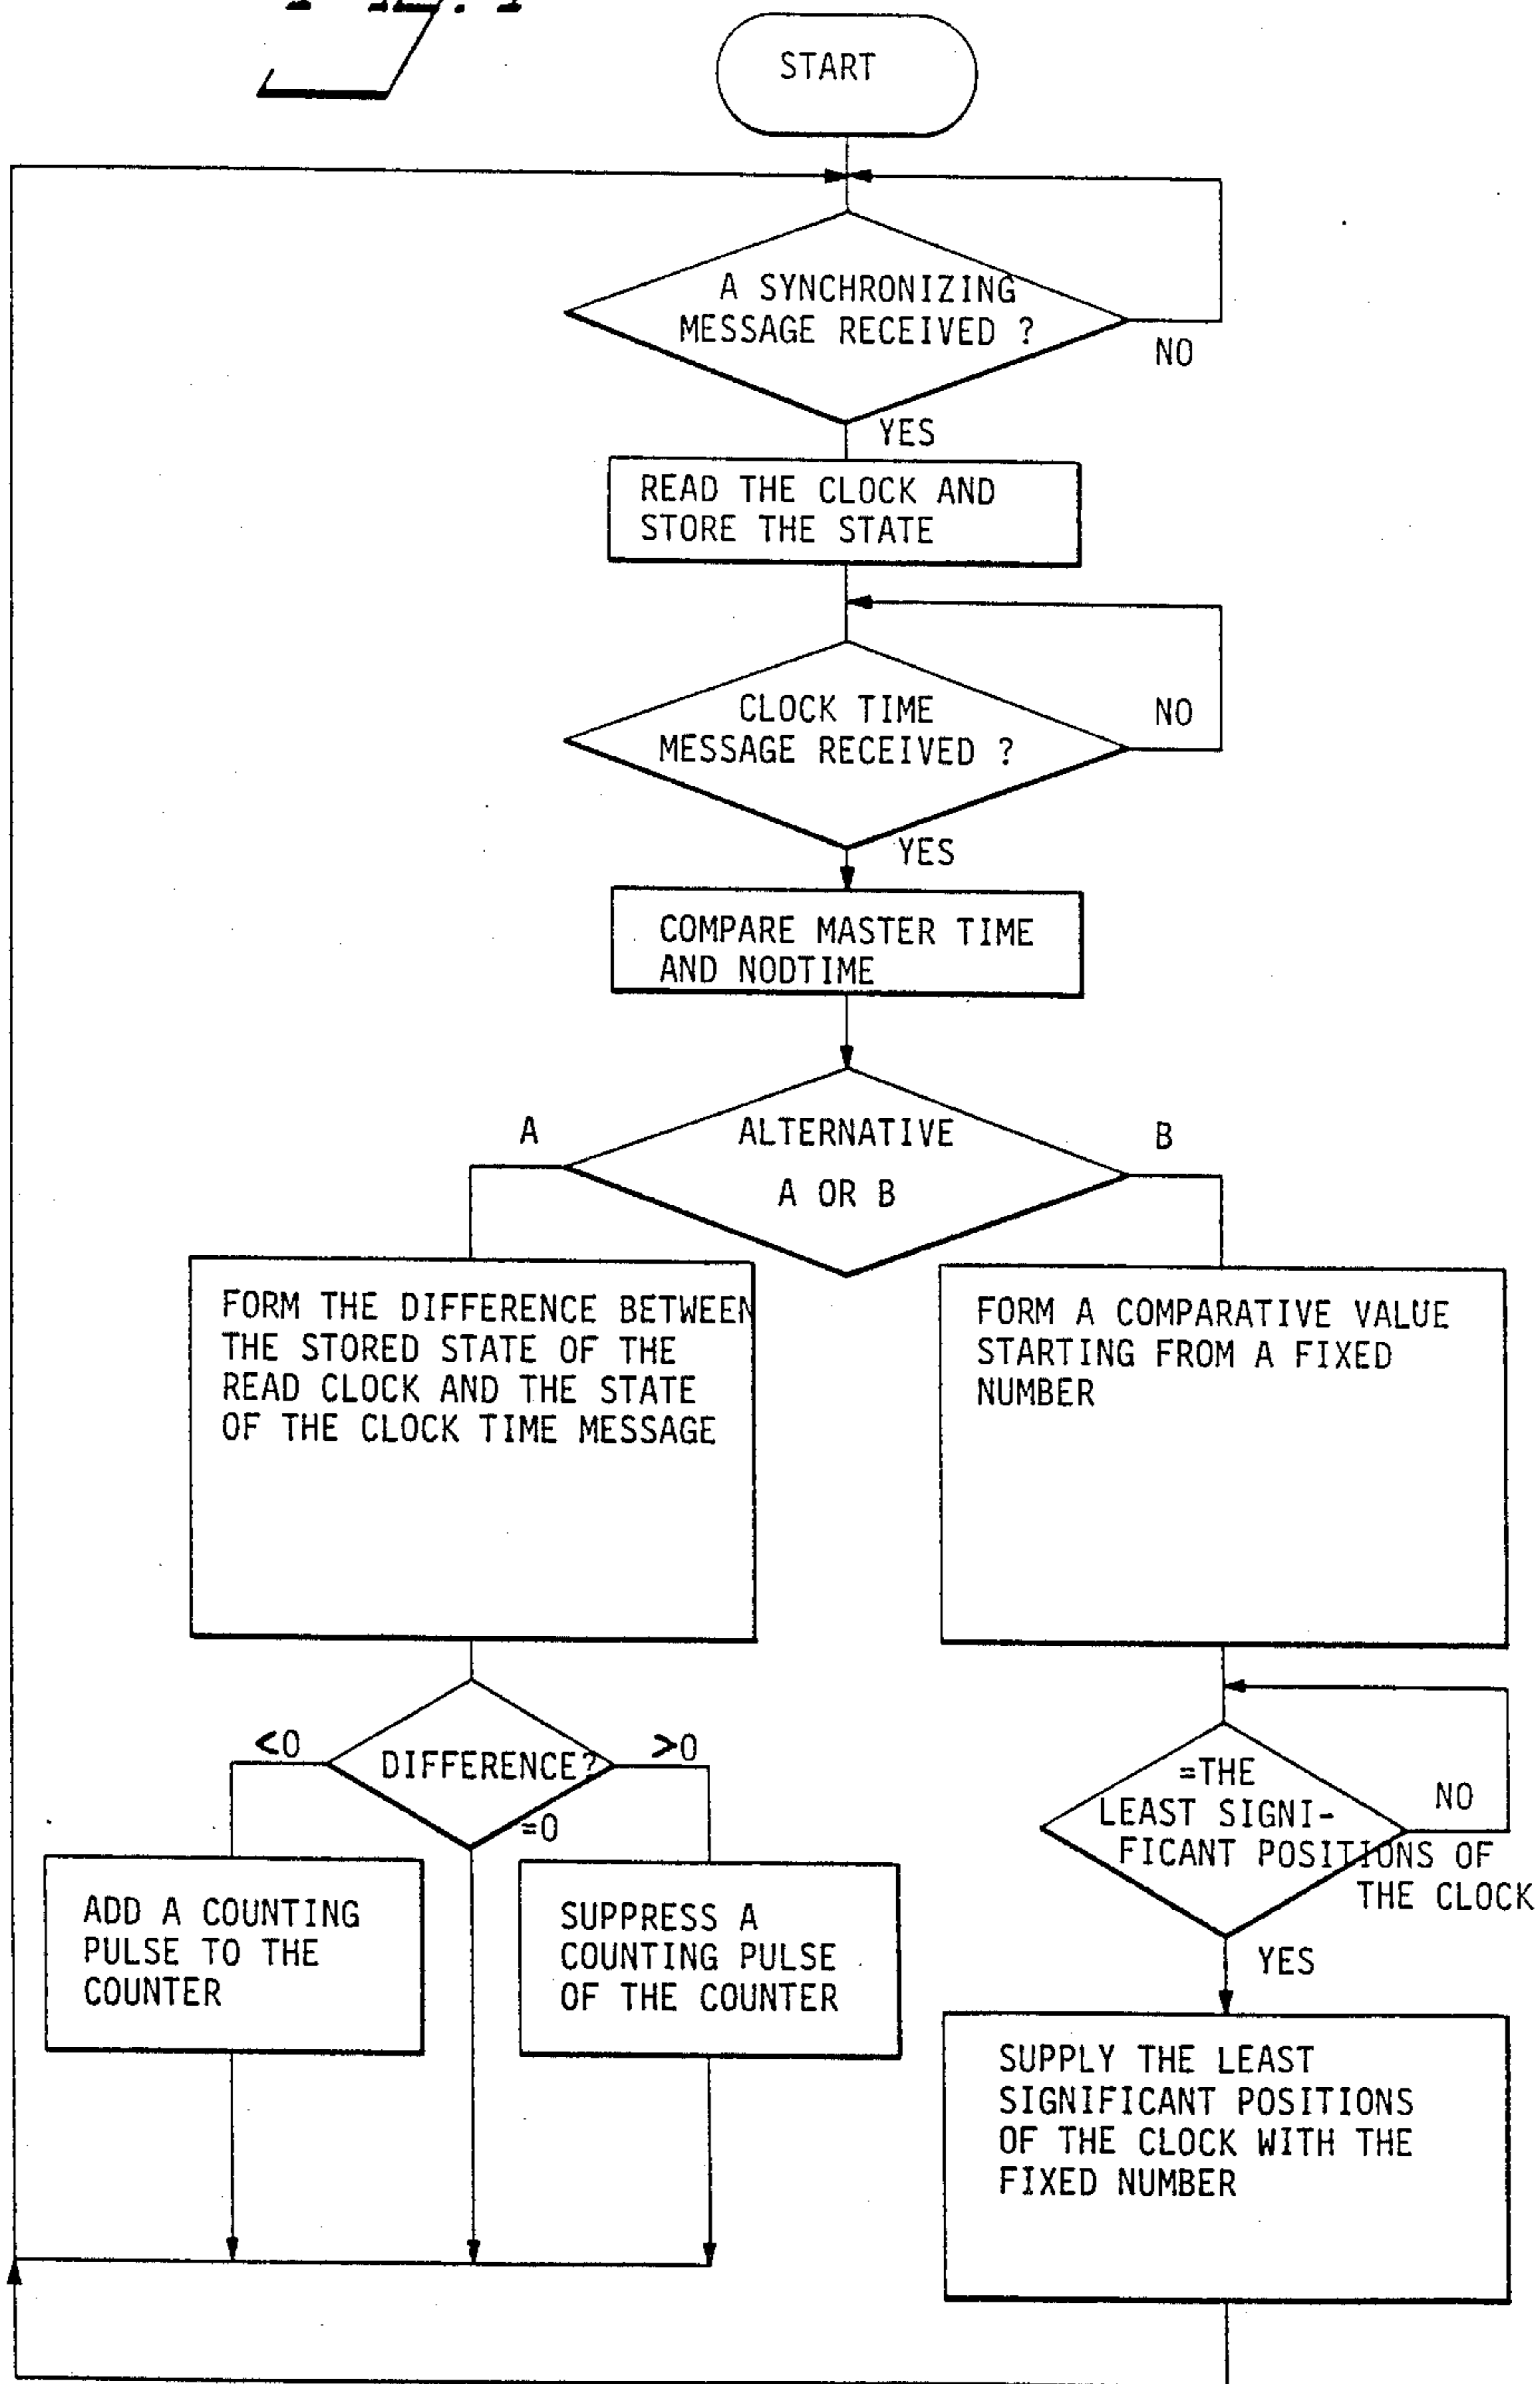 START
A SYNCHRONIZING
MESSAGE RECEIVED ?
NO
YES
READ THE CLOCK AND
STORE THE STATE
CLOCK TIME
MESSAGE RECEIVED ?
NO
YES
COMPARE MASTER TIME
AND NODTIME
ALTERNATIVE
A OR B
A
B
FORM THE DIFFERENCE BETWEEN
THE STORED STATE OF THE
READ CLOCK AND THE STATE
OF THE CLOCK TIME MESSAGE
FORM A COMPARATIVE VALUE
STARTING FROM A FIXED
NUMBER
DIFFERENCE?
<0
>0
=0
ADD A COUNTING
PULSE TO THE
COUNTER
SUPPRESS A
COUNTING PULSE
OF THE COUNTER
=THE
LEAST SIGNI-
FICANT POSITIONS OF
THE CLOCK
NO
YES
SUPPLY THE LEAST
SIGNIFICANT POSITIONS
OF THE CLOCK WITH THE
FIXED NUMBER